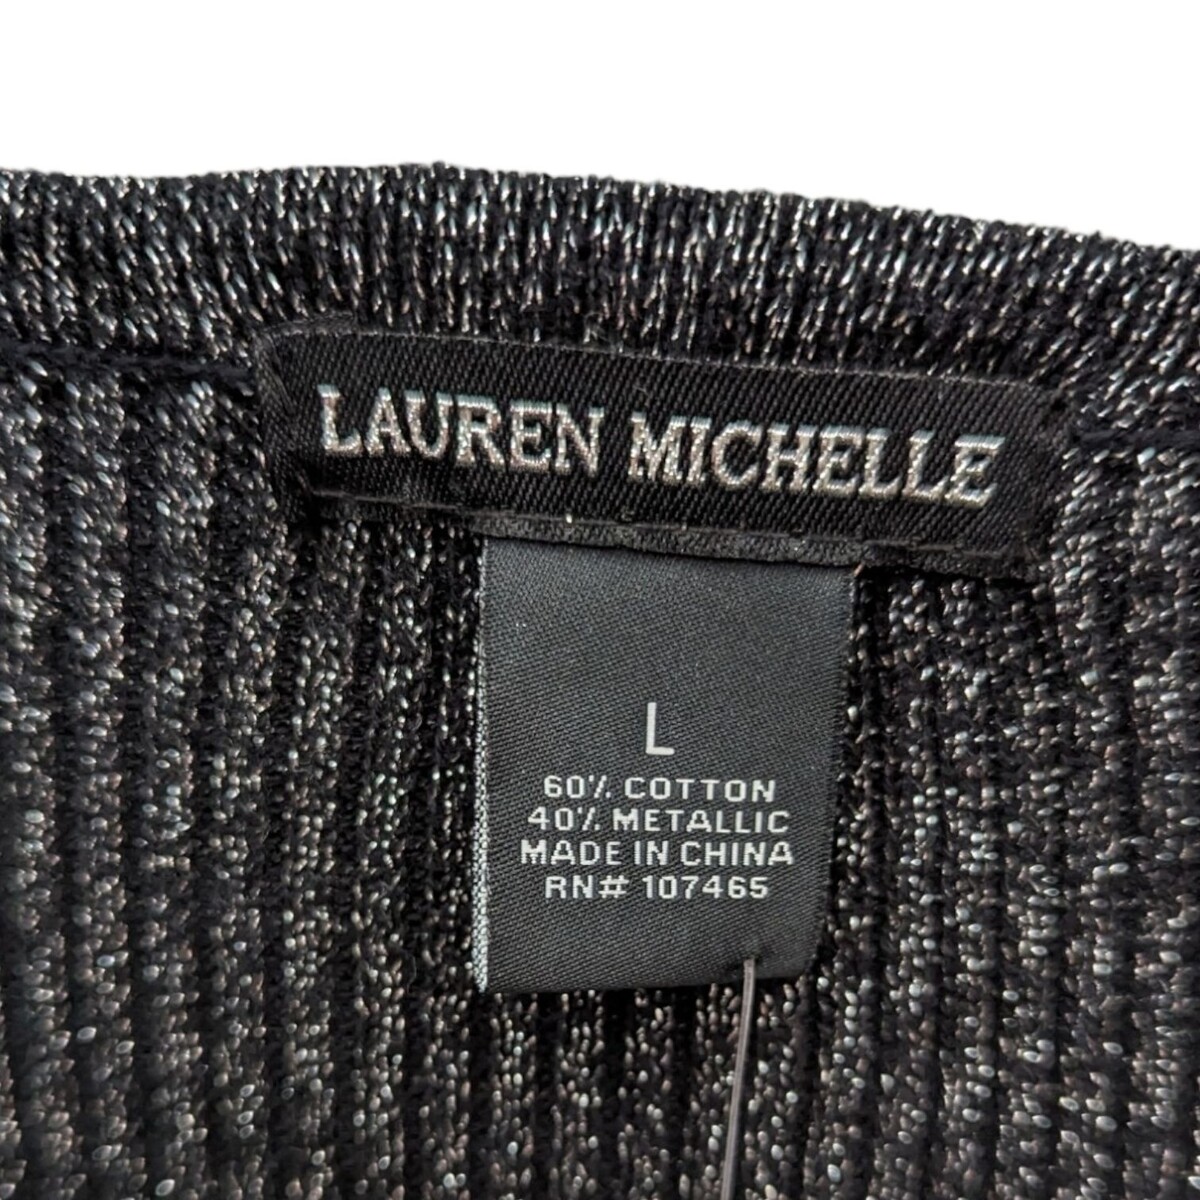 LAUREN MICHELLE
L
60% COTTON
40% METALLIC
MADE IN CHINA
RN# 107465